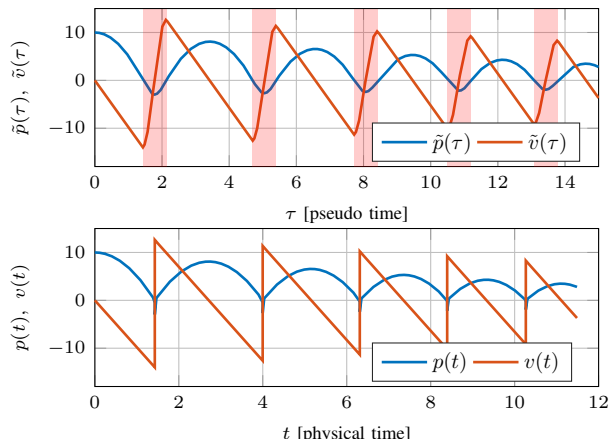 10
0
−10
p̃(τ), ṽ(τ)
p̃(τ) ṽ(τ)
0 2 4 6 8 10 12 14
τ [pseudo time]
10
0
−10
p(t), v(t)
p(t) v(t)
0 2 4 6 8 10 12
t [physical time]